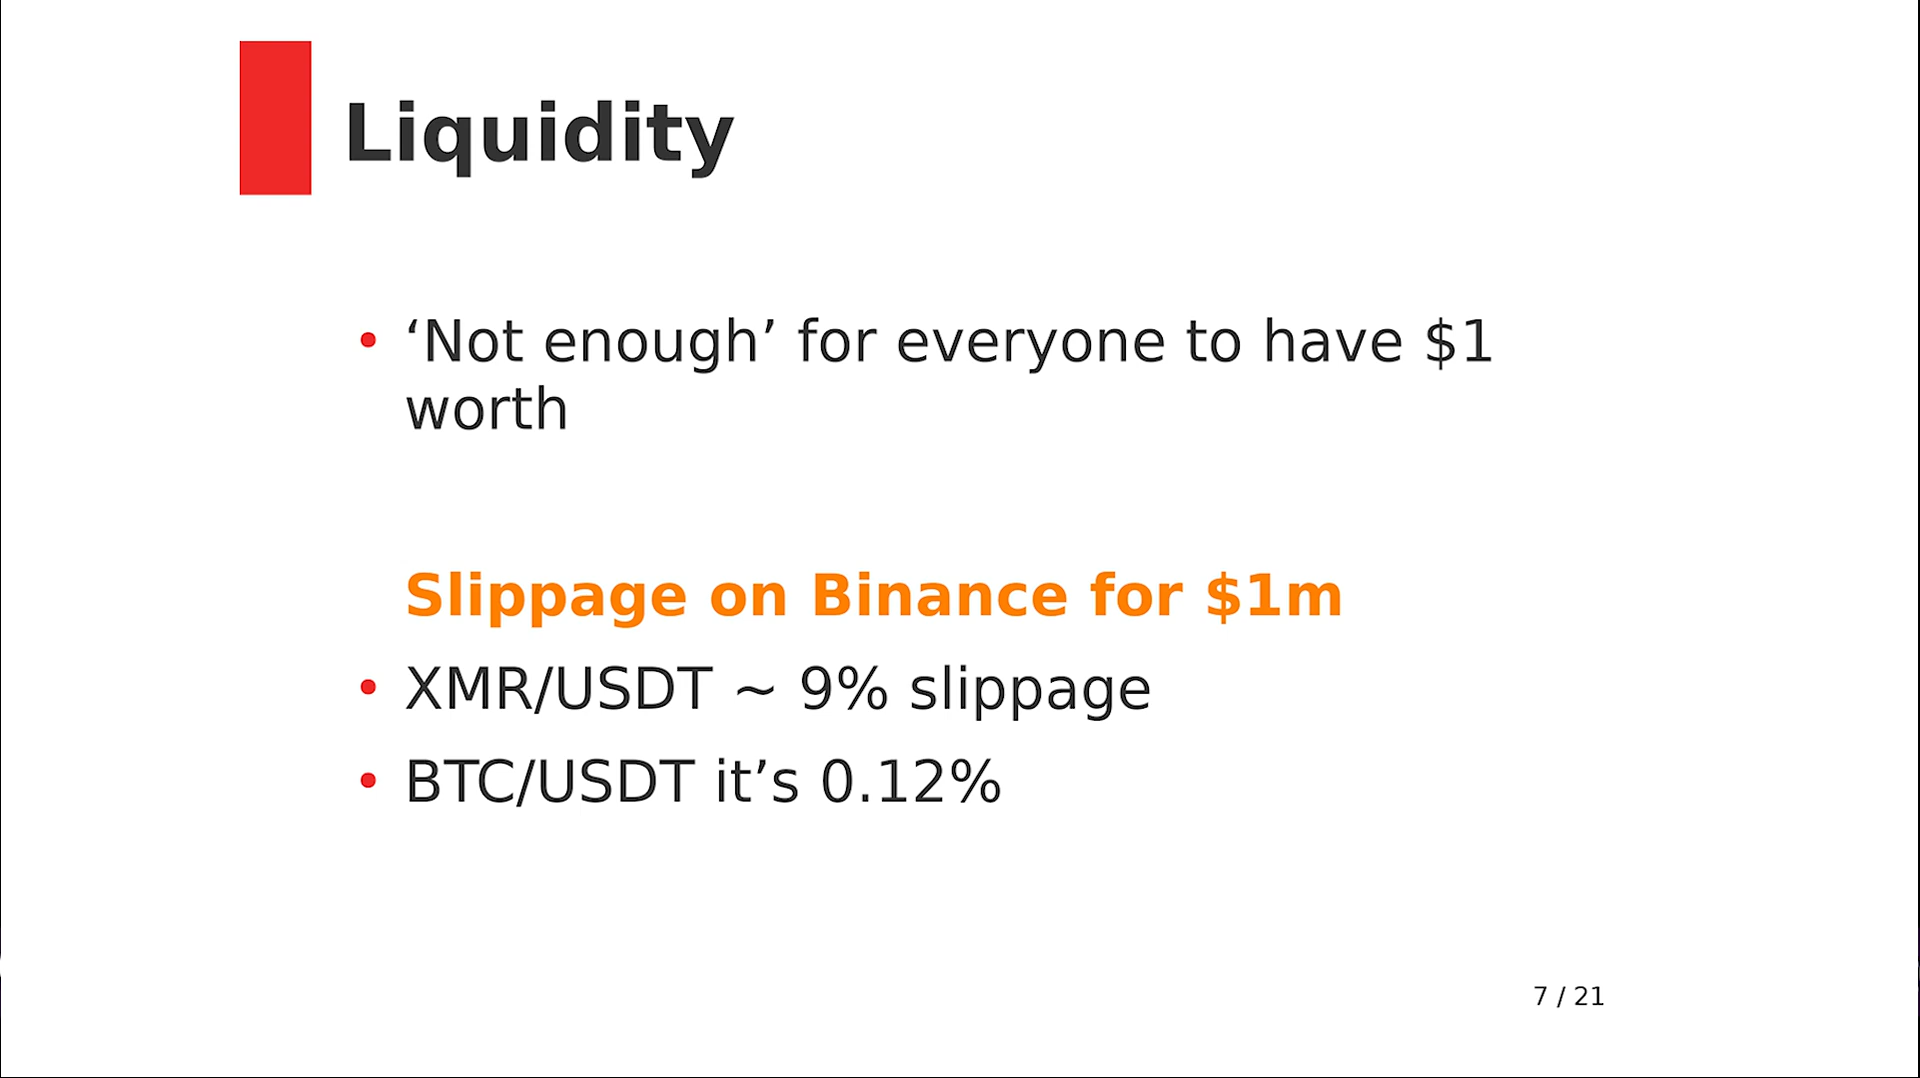 Liquidity
• ‘Not enough’ for everyone to have $1
worth
Slippage on Binance for $1m
• XMR/USDT ~ 9% slippage
• BTC/USDT it’s 0.12%
7 / 21